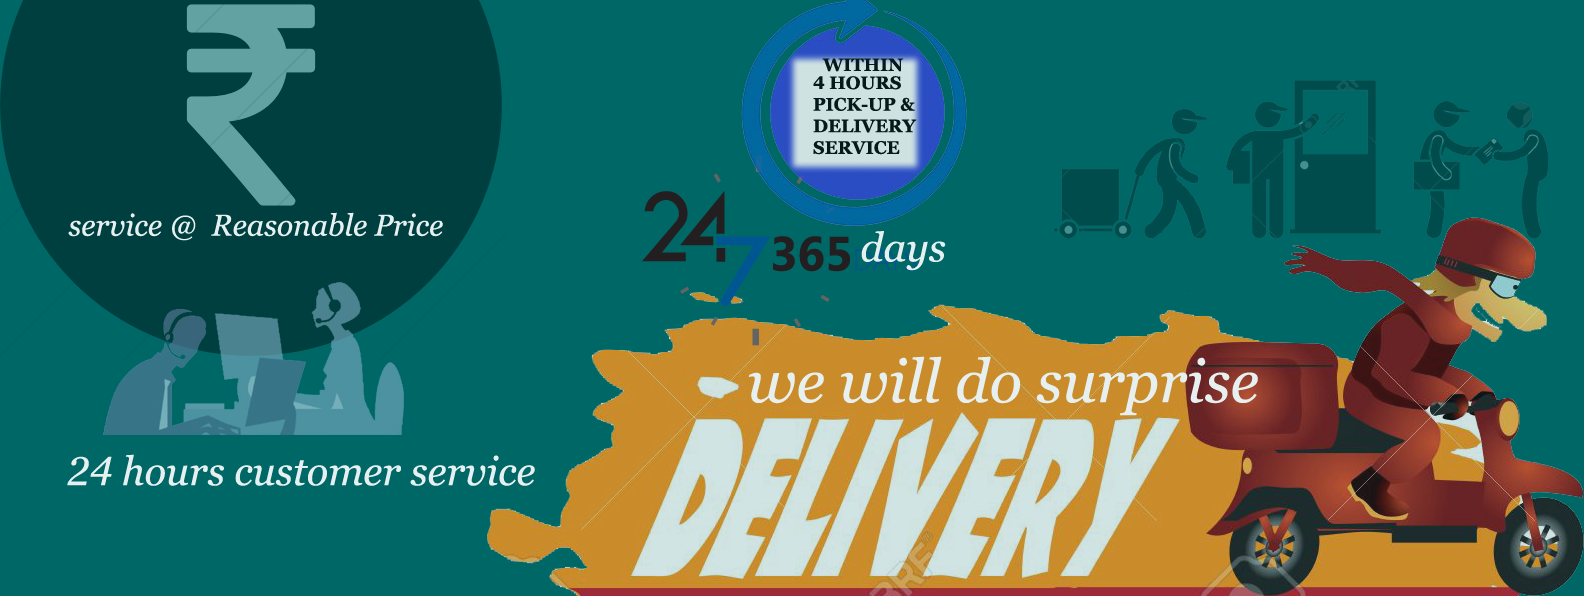 ₹
service @ Reasonable Price
24 hours customer service
WITHIN
4 HOURS
PICK-UP &
DELIVERY
SERVICE
24
7 365 days
we will do surprise
DELIVERY